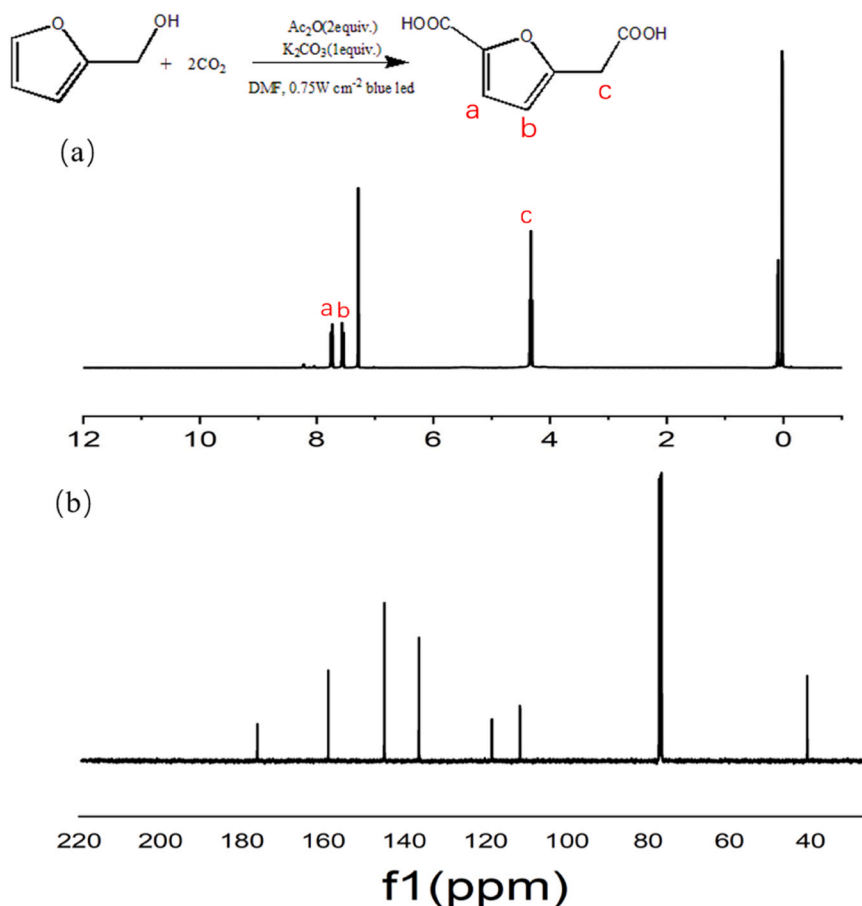 OH
O
+ 2CO2
Ac2O(2equiv.)
K2CO3(1equiv.)
DMF, 0.75W cm-2 blue led
HOOC
O
COOH
a
b
c
(a)
a
b
c
12 10 8 6 4 2 0
(b)
220 200 180 160 140 120 100 80 60 40
f1(ppm)